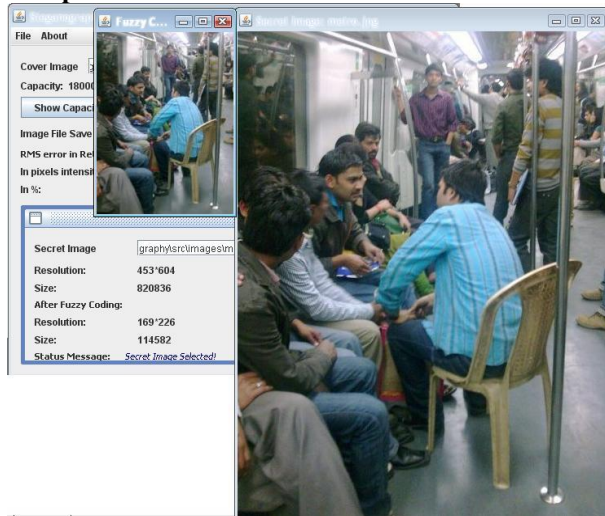 Fuzzy C...
Secret Image: metro.jpg
File About
Cover Image
Capacity: 18000
Show Capaci
Image File Save
RMS error in Re
In pixels intensit
In %:
Secret Image graphy\src\images\m
Resolution: 453*604
Size: 820836
After Fuzzy Coding:
Resolution: 169*226
Size: 114582
Status Message: Secret Image Selected!